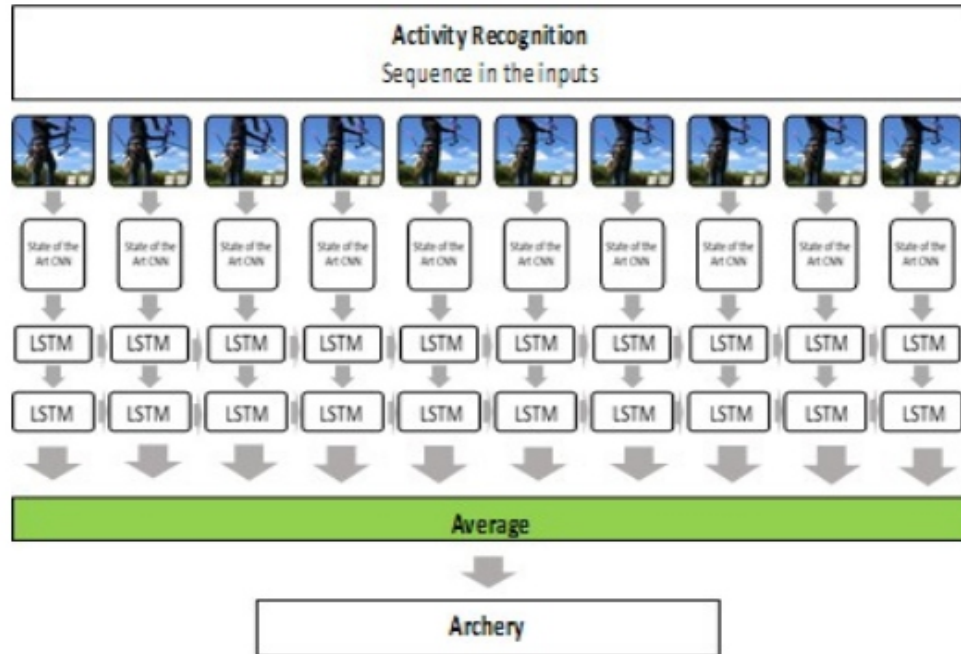 Activity Recognition
Sequence in the inputs
State of the Art CNN State of the Art CNN State of the Art CNN State of the Art CNN State of the Art CNN State of the Art CNN State of the Art CNN State of the Art CNN State of the Art CNN State of the Art CNN
LSTM LSTM LSTM LSTM LSTM LSTM LSTM LSTM LSTM LSTM
LSTM LSTM LSTM LSTM LSTM LSTM LSTM LSTM LSTM LSTM
Average
Archery